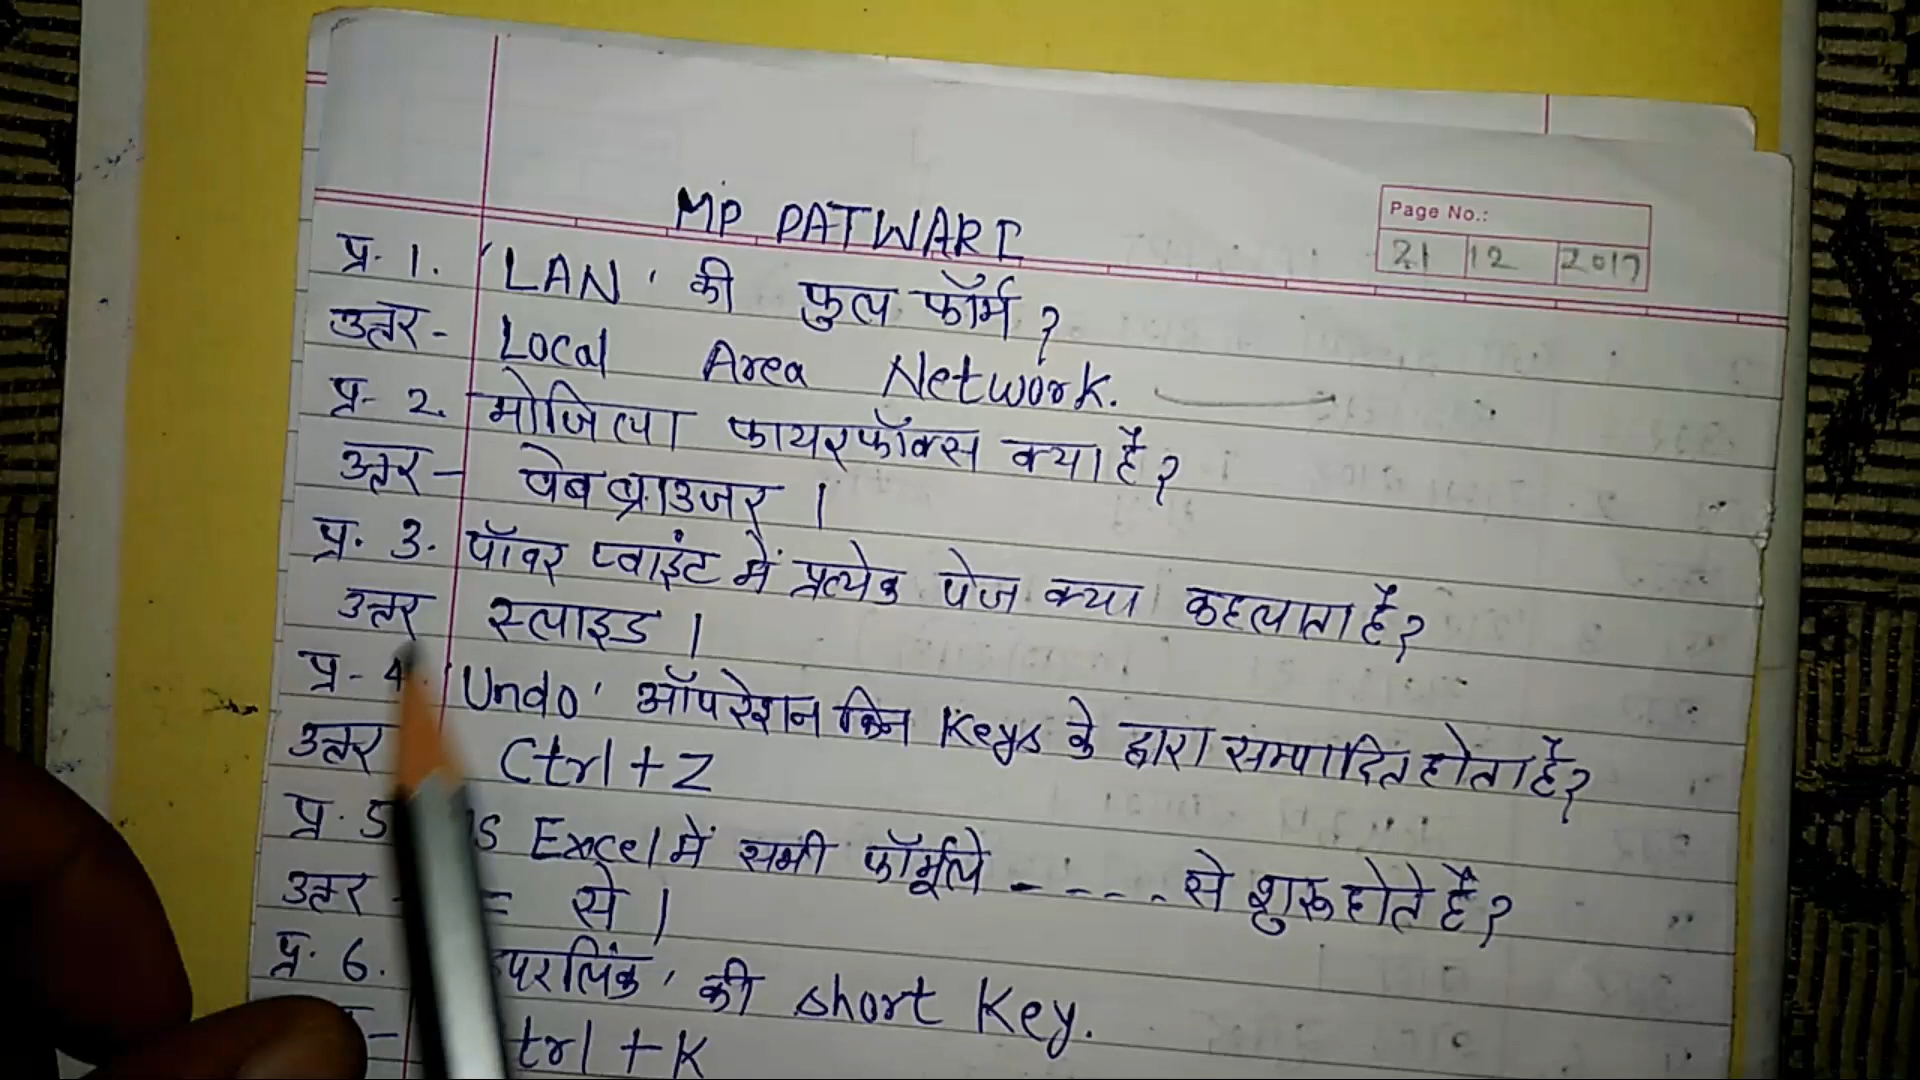 MP PATWARI
Page No.:
21 12 2017
प्र. 1. 'LAN' की फुल फॉर्म ?
उत्तर- Local Area Network.
प्र- 2. मोजिला फायरफॉक्स क्या है ?
उत्तर- वेब ब्राउजर ।
प्र. 3. पॉवर प्वाइंट में प्रत्येक पेज क्या कहलाता है ?
उत्तर स्लाइड ।
प्र- 4. 'Undo' ऑपरेशन किन Keys के द्वारा सम्पादित होता है ?
उत्तर Ctrl + Z
प्र. 5 S Excel में सभी फॉर्मूले - - - - . से शुरू होते हैं ?
उत्तर - = से ।
प्र. 6. परलिंक' की short Key.
trl + K